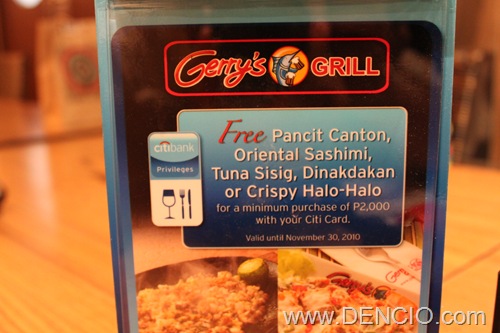 Gerry's GRILL
citibank
Privileges
Free Pancit Canton,
Oriental Sashimi,
Tuna Sisig, Dinakdakan
or Crispy Halo-Halo
for a minimum purchase of P2,000
with your Citi Card.
Valid until November 30, 2010
Gerry's
WWW.DENCIO.COM